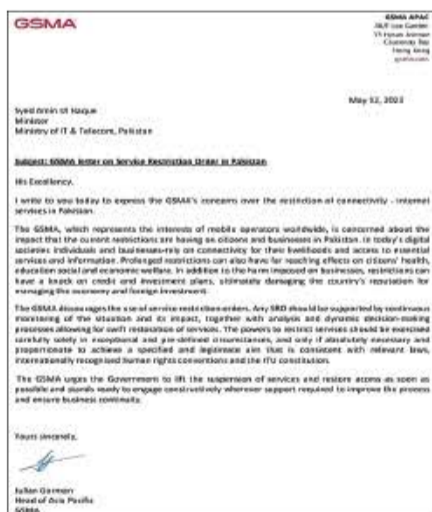 GSMA
GSMA APAC
Hong Kong
May 12, 2023
Syed Amin Ul Haque
Minister
Ministry of IT & Telecom, Pakistan
Subject: GSMA letter on Service Restriction Order in Pakistan
His Excellency,
I write to you today to express the GSMA's concerns over the restriction of connectivity - internet
services in Pakistan.
The GSMA, which represents the interests of mobile operators worldwide, is concerned about the
impact that the current restrictions are having on citizens and businesses in Pakistan. In today's digital
societies individuals and businesses rely on connectivity for their livelihoods and access to essential
services and information. Prolonged restrictions can also have far reaching effects on citizens' health,
education social and economic welfare. In addition to the harm imposed on businesses, restrictions can
have a knock on credit and investment plans, ultimately damaging the country's reputation for
managing the economy and foreign investment.
The GSMA discourages the use of service restriction orders. Any SRO should be supported by continuous
monitoring of the situation and its impact, together with analysis and dynamic decision-making
processes allowing for swift restoration of services. The powers to restrict services should be exercised
carefully solely in exceptional and pre-defined circumstances, and only if absolutely necessary and
proportionate to achieve a specified and legitimate aim that is consistent with relevant laws,
internationally recognised human rights conventions and the ITU constitution.
The GSMA urges the Government to lift the suspension of services and restore access as soon as
possible and stands ready to engage constructively wherever support required to improve the process
and ensure business continuity.
Yours sincerely,
Julian Gorman
Head of Asia Pacific
GSMA